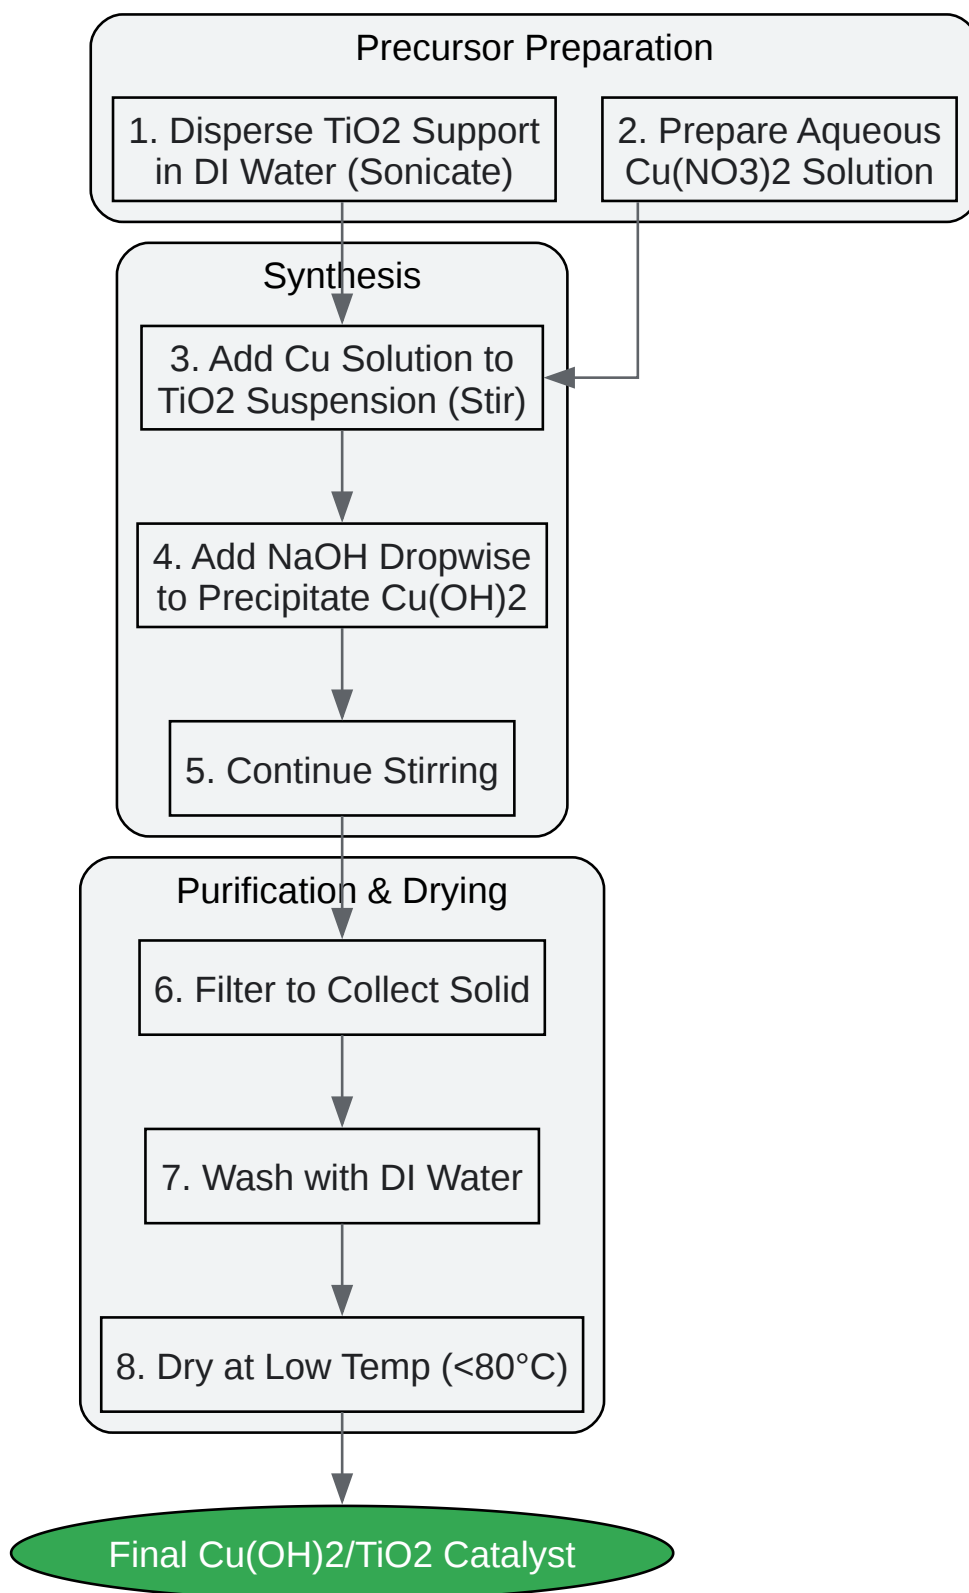 Precursor Preparation
1. Disperse TiO2 Support
in DI Water (Sonicate)
2. Prepare Aqueous
Cu(NO3)2 Solution
Synthesis
3. Add Cu Solution to
TiO2 Suspension (Stir)
4. Add NaOH Dropwise
to Precipitate Cu(OH)2
5. Continue Stirring
Purification & Drying
6. Filter to Collect Solid
7. Wash with DI Water
8. Dry at Low Temp (<80°C)
Final Cu(OH)2/TiO2 Catalyst